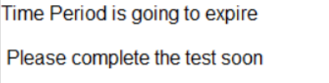 Time Period is going to expire
Please complete the test soon